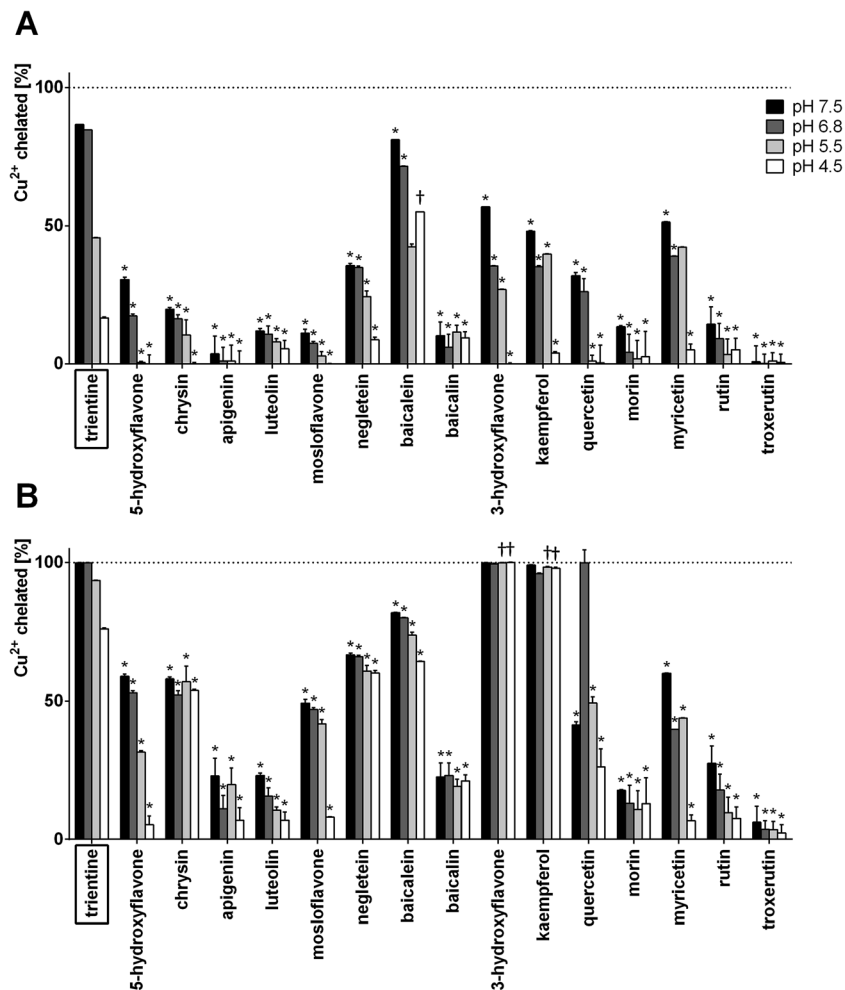 A
Cu2+ chelated [%]
100
50
0
pH 7.5
pH 6.8
pH 5.5
pH 4.5
* * * * * * * * * * * * * * * * * * * * * * * * * * † * * * * * * * * * * * * * * * * * * * * * * * * * * * * * * *
trientine
5-hydroxyflavone
chrysin
apigenin
luteolin
mosloflavone
negletein
baicalein
baicalin
3-hydroxyflavone
kaempferol
quercetin
morin
myricetin
rutin
troxerutin
B
Cu2+ chelated [%]
100
50
0
††
††
trientine
5-hydroxyflavone
chrysin
apigenin
luteolin
mosloflavone
negletein
baicalein
baicalin
3-hydroxyflavone
kaempferol
quercetin
morin
myricetin
rutin
troxerutin